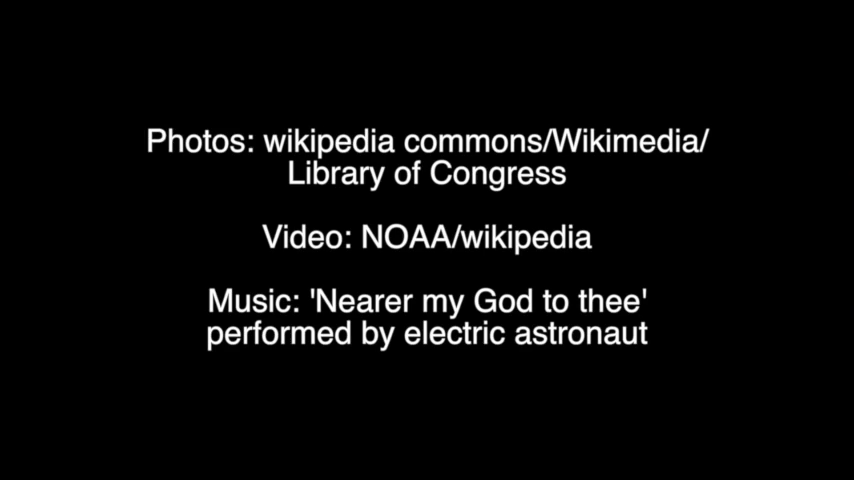 Photos: wikipedia commons/Wikimedia/
Library of Congress
Video: NOAA/wikipedia
Music: 'Nearer my God to thee'
performed by electric astronaut